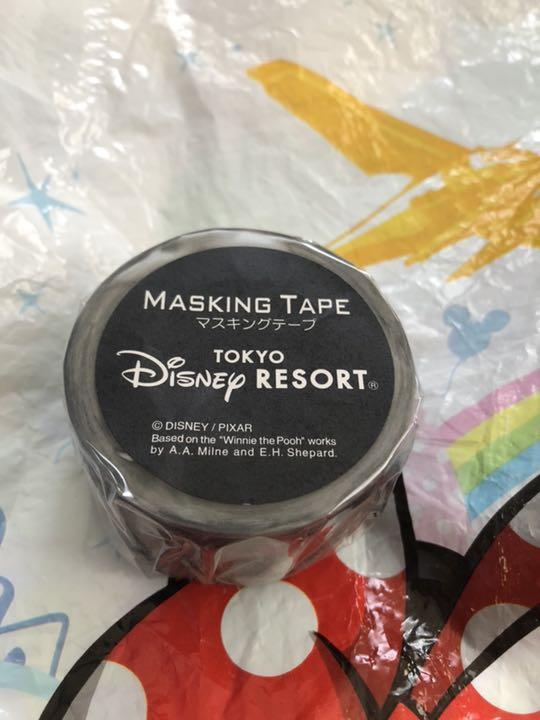 MASKING TAPE
マスキングテープ
TOKYO
Disney RESORT®
© DISNEY / PIXAR
Based on the "Winnie the Pooh" works
by A.A. Milne and E.H. Shepard.